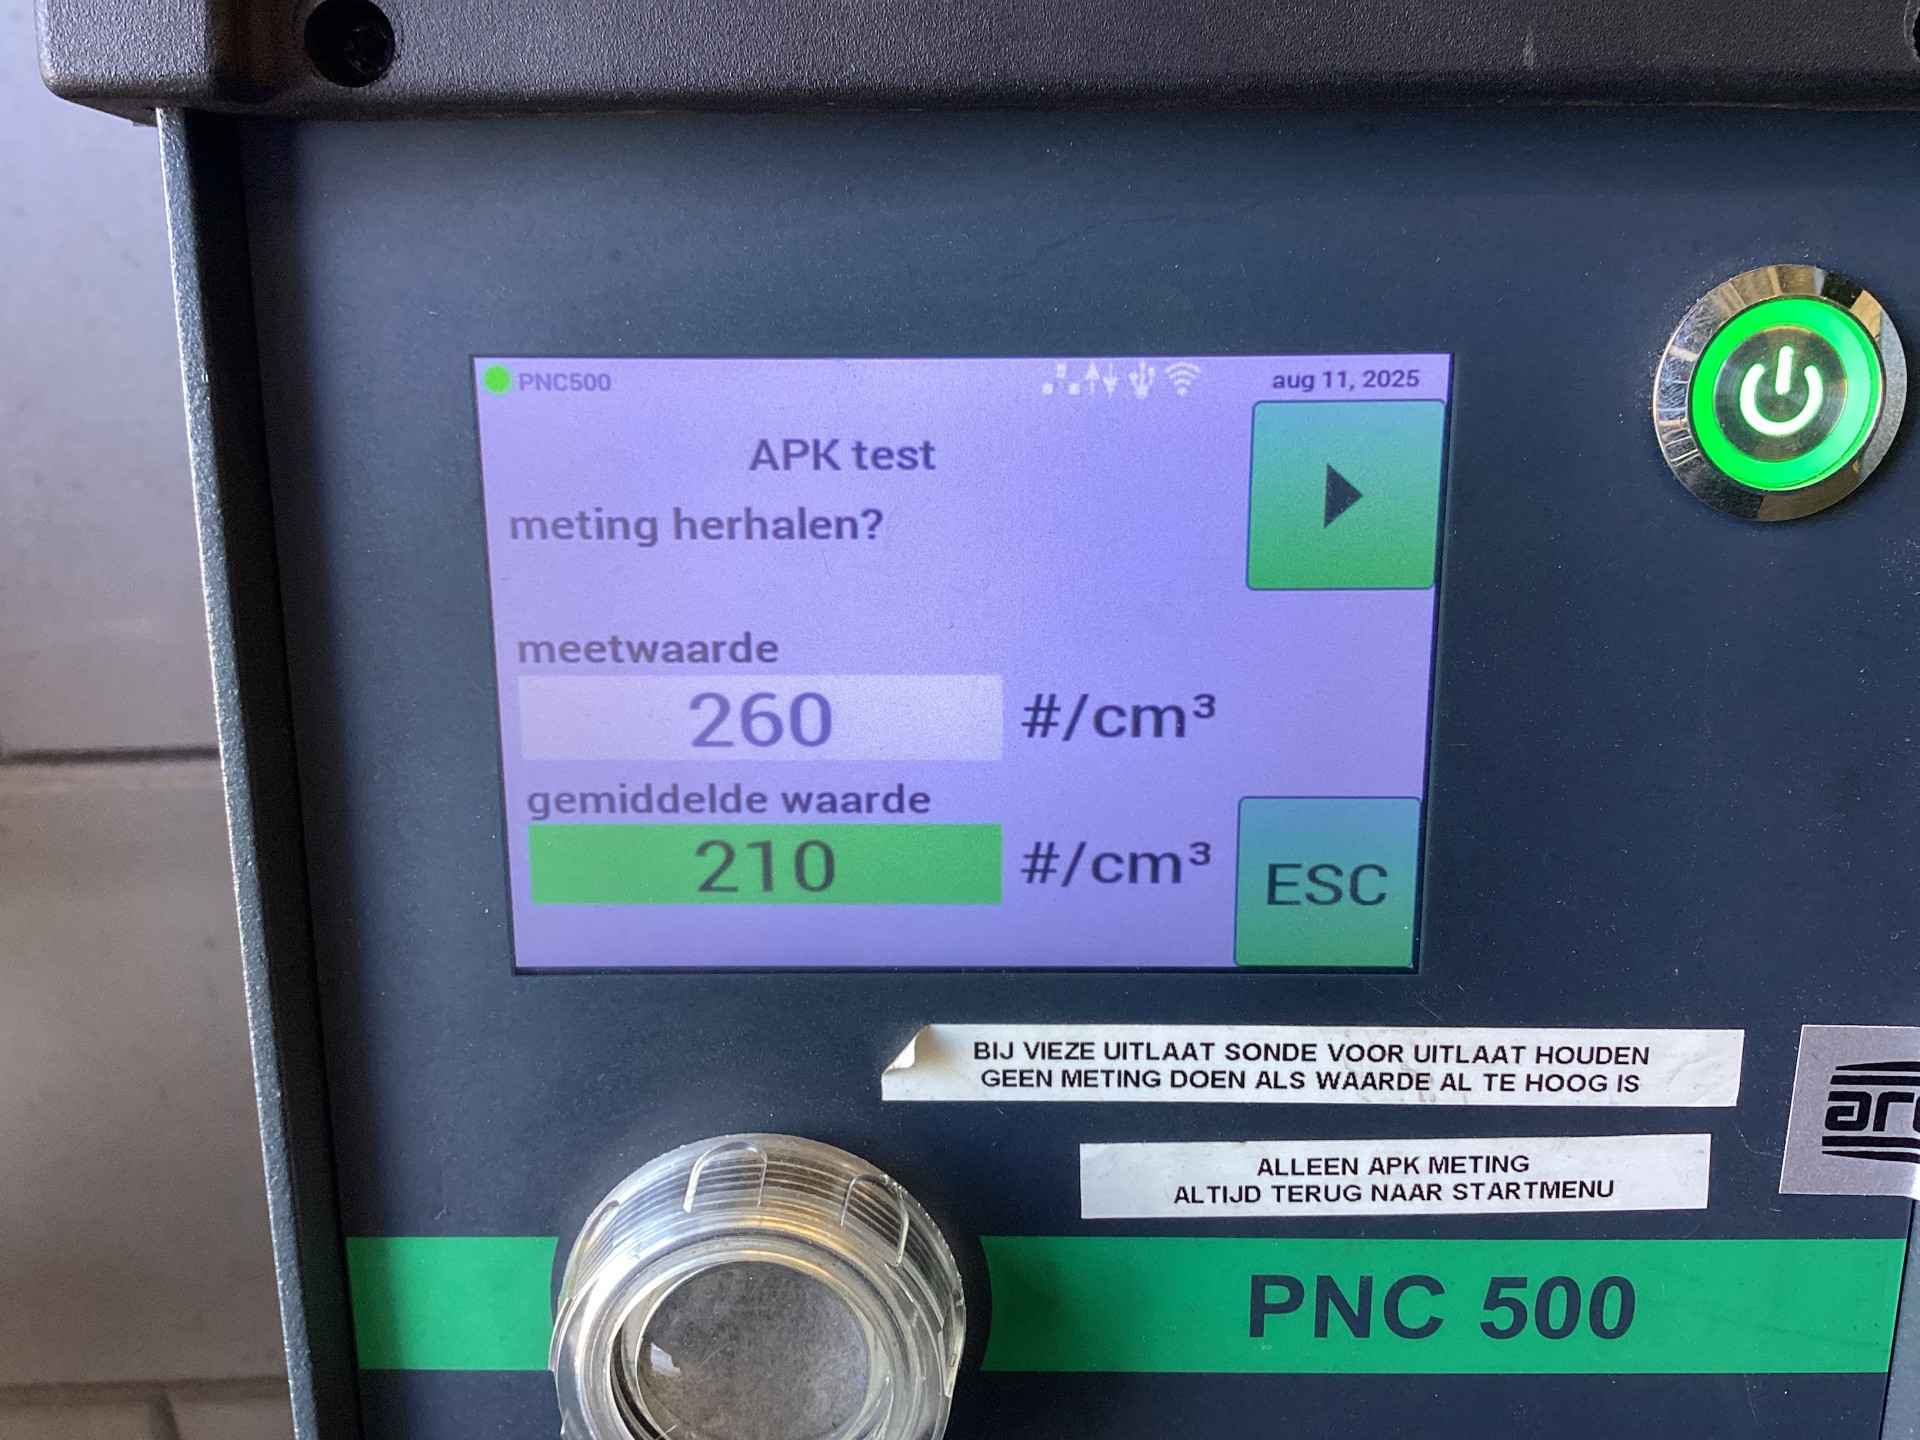 PNC500
aug 11, 2025
APK test
meting herhalen?
meetwaarde
260 #/cm³
gemiddelde waarde
210 #/cm³
ESC
BIJ VIEZE UITLAAT SONDE VOOR UITLAAT HOUDEN
GEEN METING DOEN ALS WAARDE AL TE HOOG IS
ALLEEN APK METING
ALTIJD TERUG NAAR STARTMENU
PNC 500